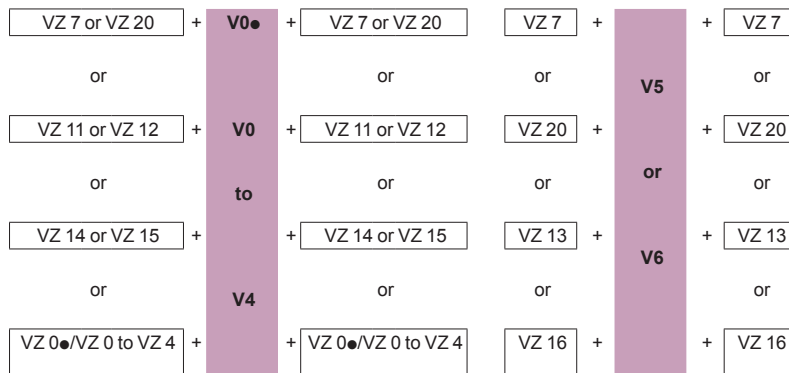 VZ 7 or VZ 20 + V0● + VZ 7 or VZ 20 VZ 7 + + VZ 7
or or or or
V5
VZ 11 or VZ 12 + V0 + VZ 11 or VZ 12 VZ 20 + + VZ 20
or to or or or or
VZ 14 or VZ 15 + + VZ 14 or VZ 15 VZ 13 + V6 + VZ 13
or V4 or or or
VZ 0●/VZ 0 to VZ 4 + + VZ 0●/VZ 0 to VZ 4 VZ 16 + + VZ 16